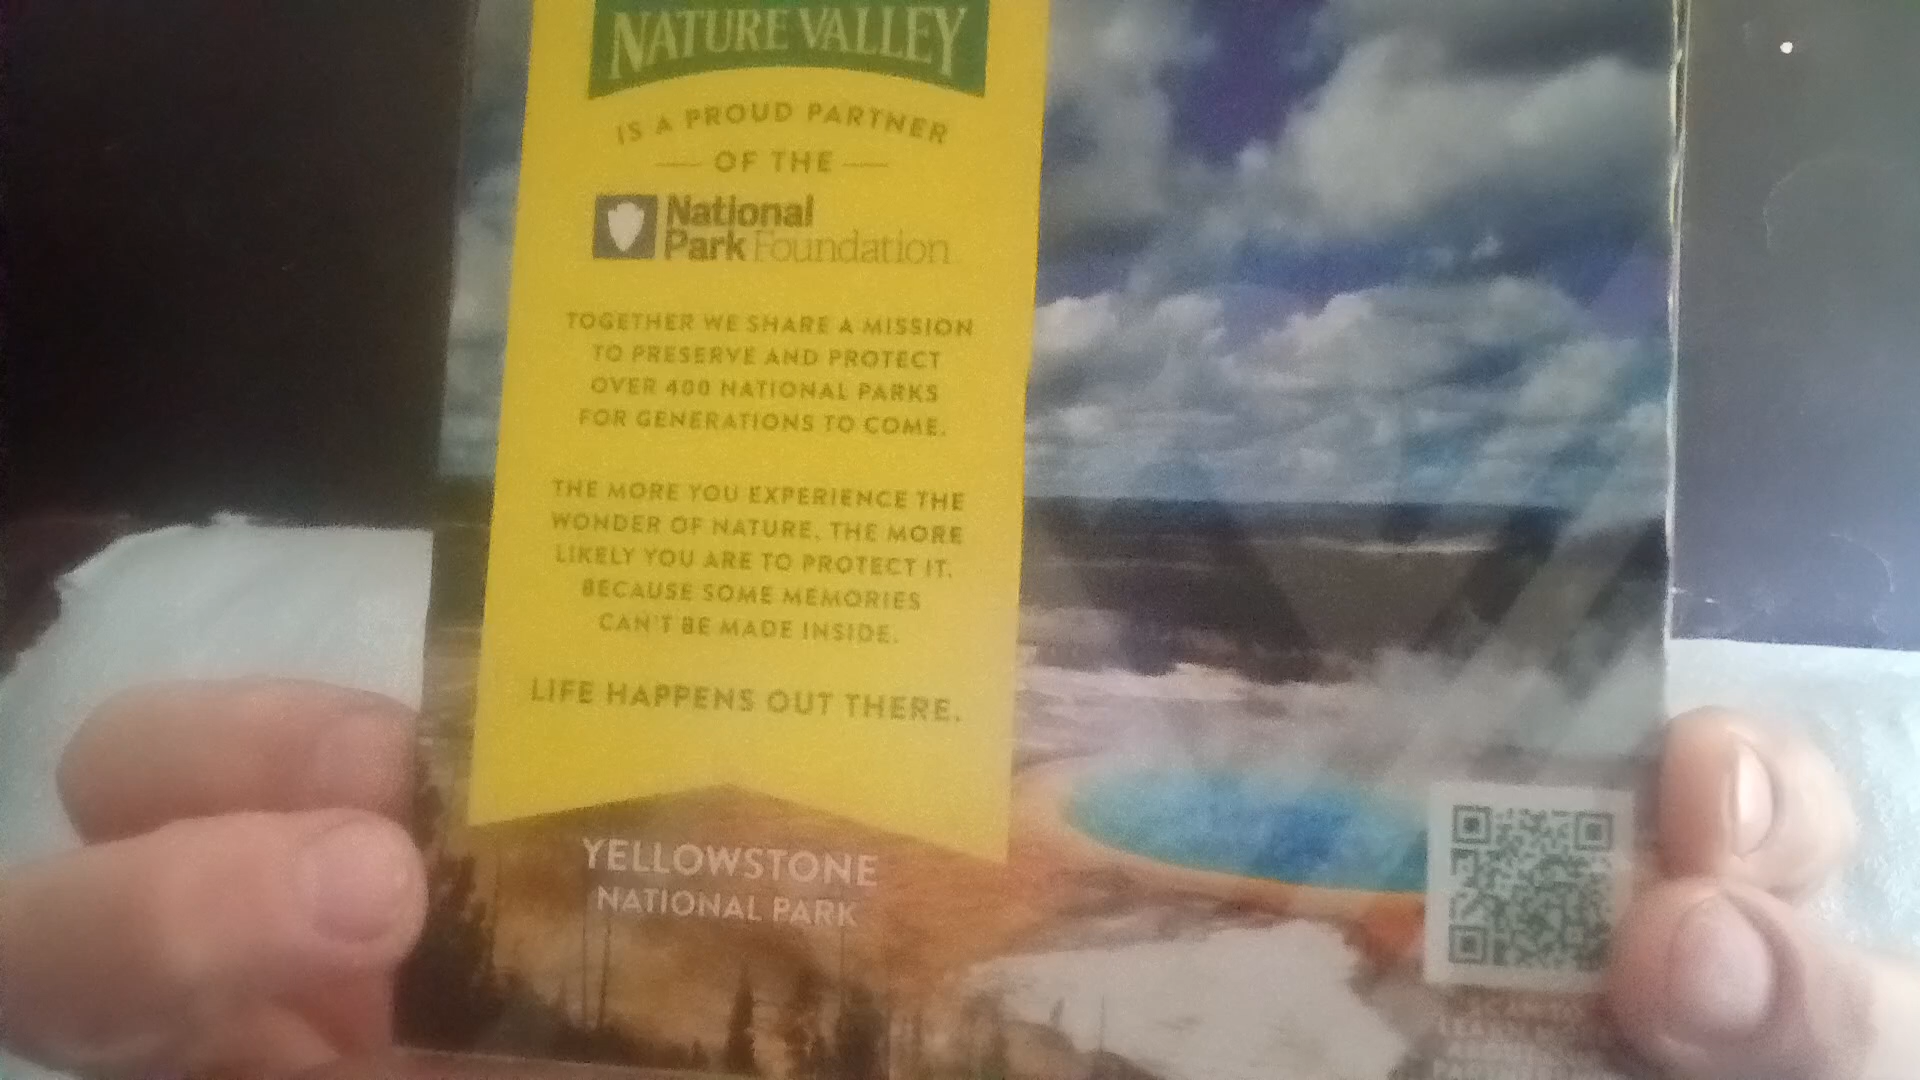 NATURE VALLEY
IS A PROUD PARTNER
OF THE
National
Park Foundation
TOGETHER WE SHARE A MISSION
TO PRESERVE AND PROTECT
OVER 400 NATIONAL PARKS
FOR GENERATIONS TO COME.
THE MORE YOU EXPERIENCE THE
WONDER OF NATURE, THE MORE
LIKELY YOU ARE TO PROTECT IT.
BECAUSE SOME MEMORIES
CAN'T BE MADE INSIDE.
LIFE HAPPENS OUT THERE.
YELLOWSTONE
NATIONAL PARK
LEARN